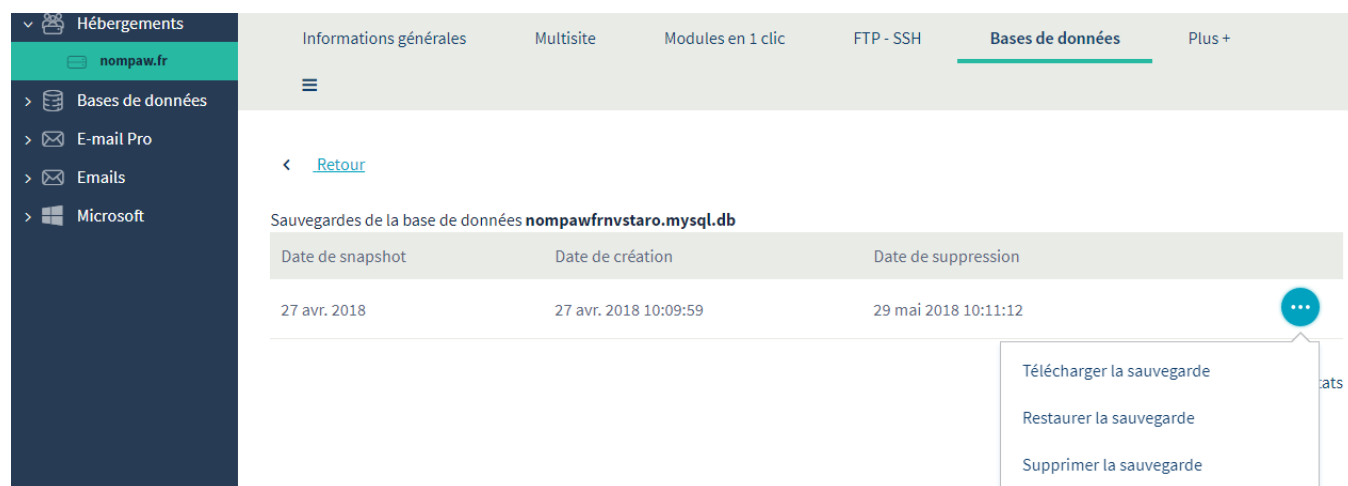 Hébergements
nompaw.fr
Bases de données
E-mail Pro
Emails
Microsoft
Informations générales Multisite Modules en 1 clic FTP - SSH Bases de données Plus +
Retour
Sauvegardes de la base de données nompawfrnvstaro.mysql.db
Date de snapshot Date de création Date de suppression
27 avr. 2018 27 avr. 2018 10:09:59 29 mai 2018 10:11:12
Télécharger la sauvegarde
Restaurer la sauvegarde
Supprimer la sauvegarde